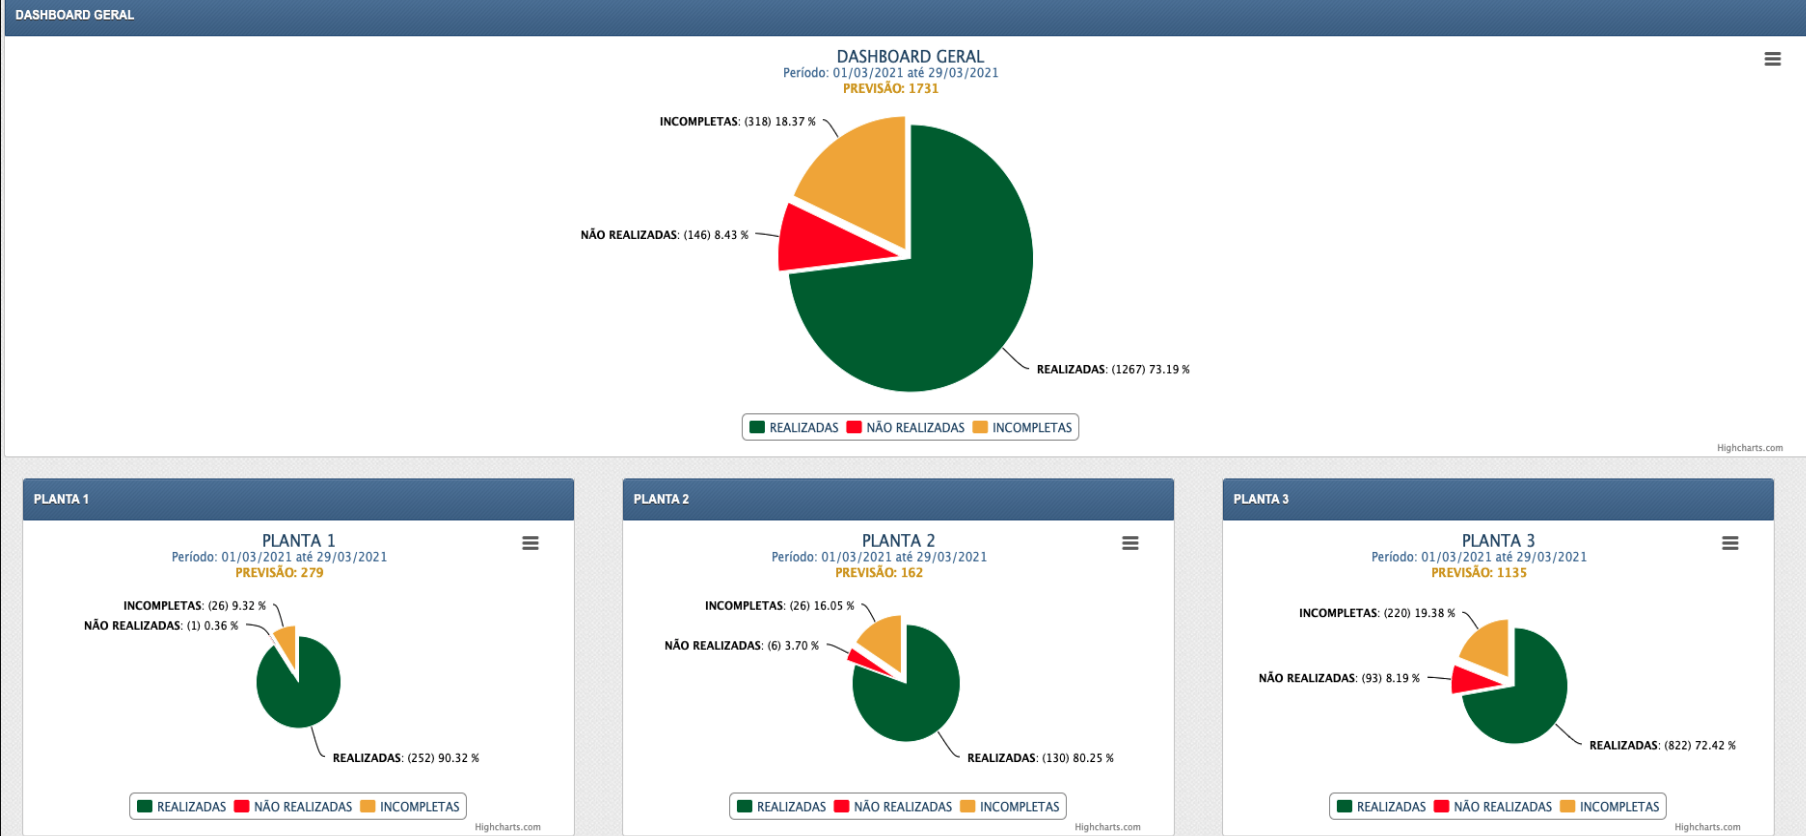 DASHBOARD GERAL
DASHBOARD GERAL
Período: 01/03/2021 até 29/03/2021
PREVISÃO: 1731
INCOMPLETAS: (318) 18.37 %
NÃO REALIZADAS: (146) 8.43 %
REALIZADAS: (1267) 73.19 %
REALIZADAS NÃO REALIZADAS INCOMPLETAS
Highcharts.com
PLANTA 1
PLANTA 1
Período: 01/03/2021 até 29/03/2021
PREVISÃO: 279
INCOMPLETAS: (26) 9.32 %
NÃO REALIZADAS: (1) 0.36 %
REALIZADAS: (252) 90.32 %
REALIZADAS NÃO REALIZADAS INCOMPLETAS
Highcharts.com
PLANTA 2
PLANTA 2
Período: 01/03/2021 até 29/03/2021
PREVISÃO: 162
INCOMPLETAS: (26) 16.05 %
NÃO REALIZADAS: (6) 3.70 %
REALIZADAS: (130) 80.25 %
REALIZADAS NÃO REALIZADAS INCOMPLETAS
Highcharts.com
PLANTA 3
PLANTA 3
Período: 01/03/2021 até 29/03/2021
PREVISÃO: 1135
INCOMPLETAS: (220) 19.38 %
NÃO REALIZADAS: (93) 8.19 %
REALIZADAS: (822) 72.42 %
REALIZADAS NÃO REALIZADAS INCOMPLETAS
Highcharts.com